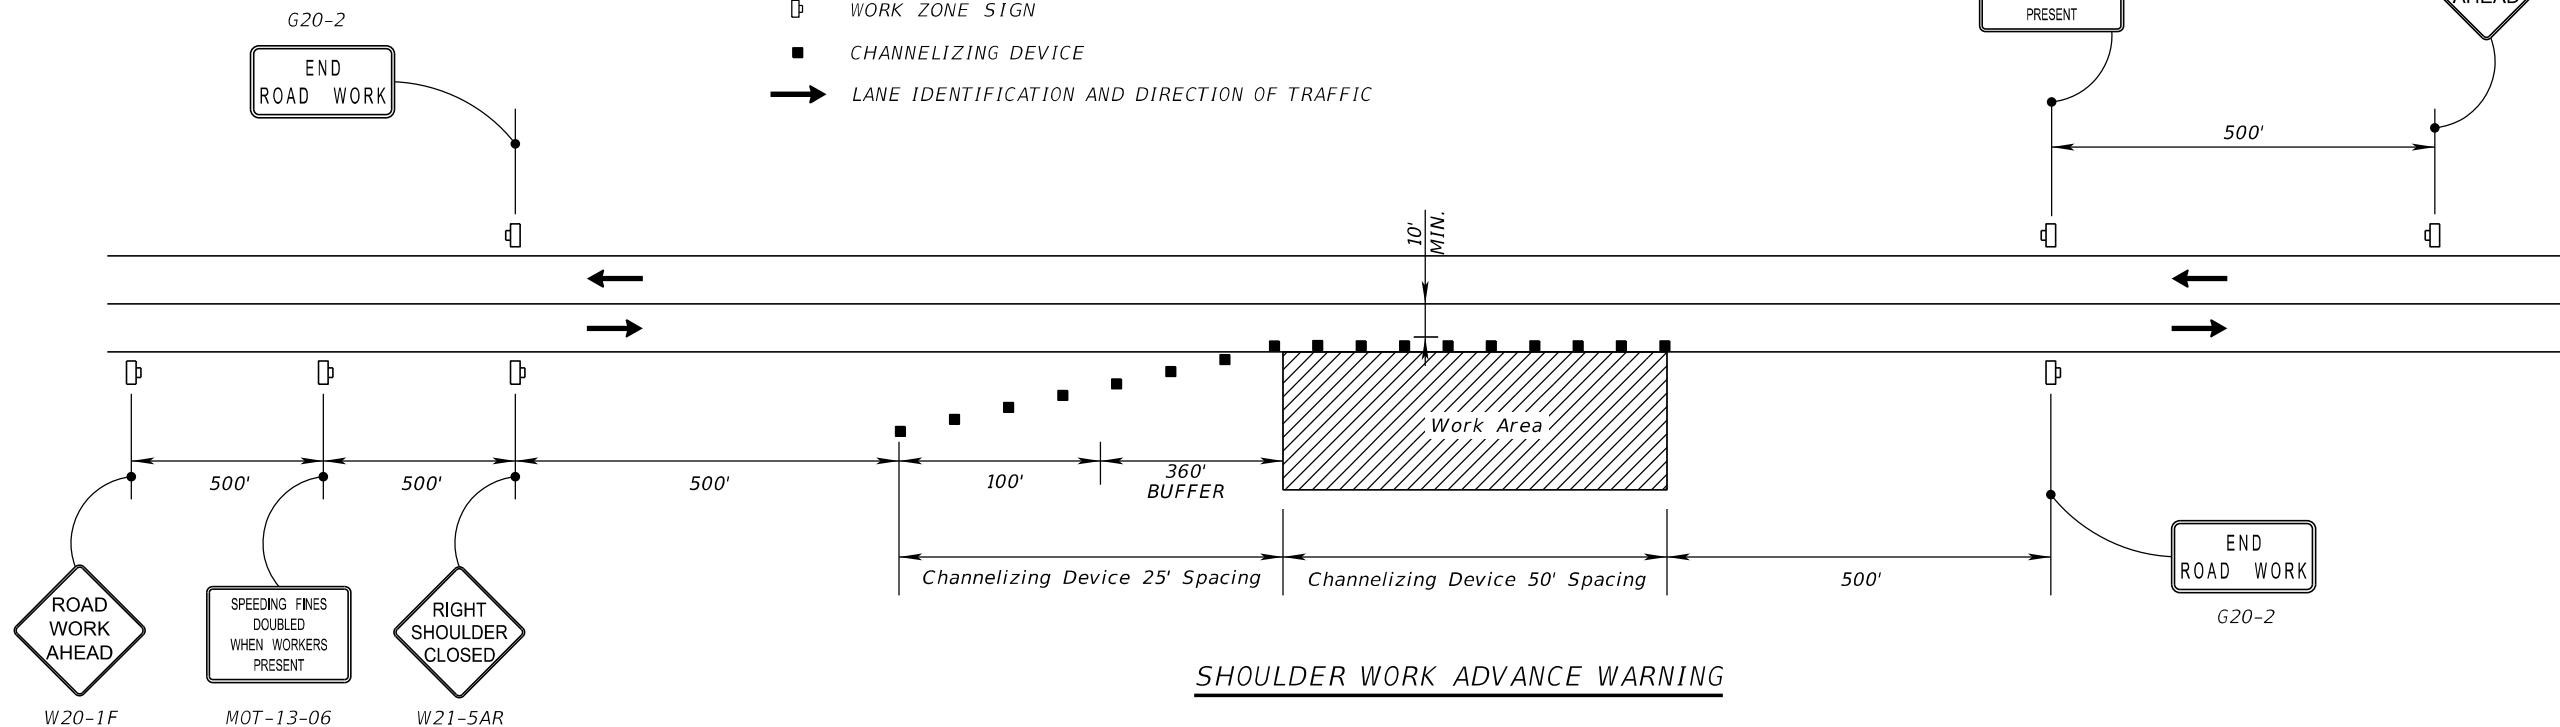 G20-2
END
ROAD WORK
WORK ZONE SIGN
CHANNELIZING DEVICE
LANE IDENTIFICATION AND DIRECTION OF TRAFFIC
PRESENT
AHEAD
500'
10'
MIN.
500'
500'
500'
100'
360'
BUFFER
Work Area
Channelizing Device 25' Spacing
Channelizing Device 50' Spacing
500'
END
ROAD WORK
G20-2
ROAD
WORK
AHEAD
W20-1F
SPEEDING FINES
DOUBLED
WHEN WORKERS
PRESENT
MOT-13-06
RIGHT
SHOULDER
CLOSED
W21-5AR
SHOULDER WORK ADVANCE WARNING